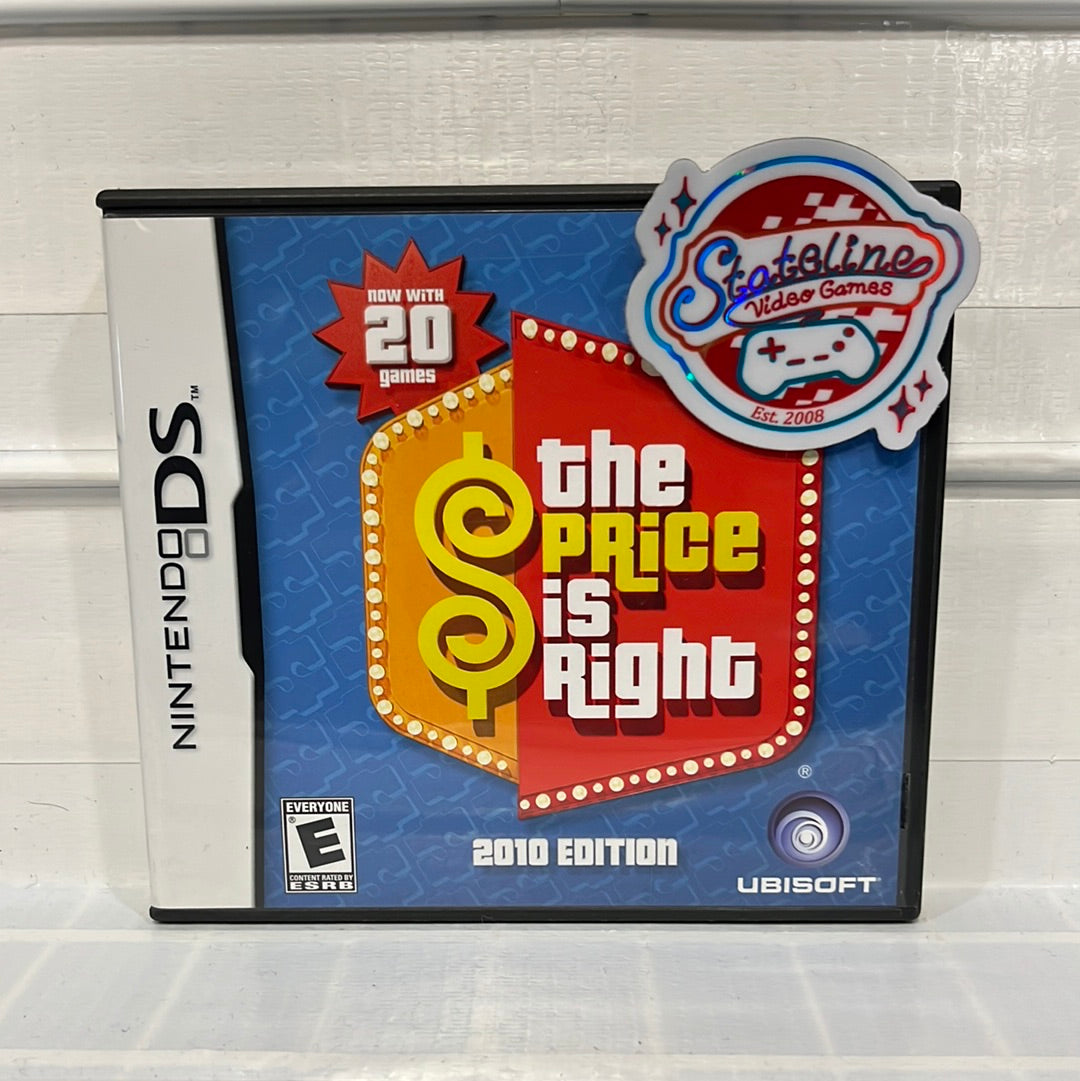 NINTENDO DS™
now with
20
games
StateLine
Video Games
Est. 2008
the
PRice
is
Right
®
EVERYONE
®
E
CONTENT RATED BY
ESRB
2010 EDITION
UBISOFT